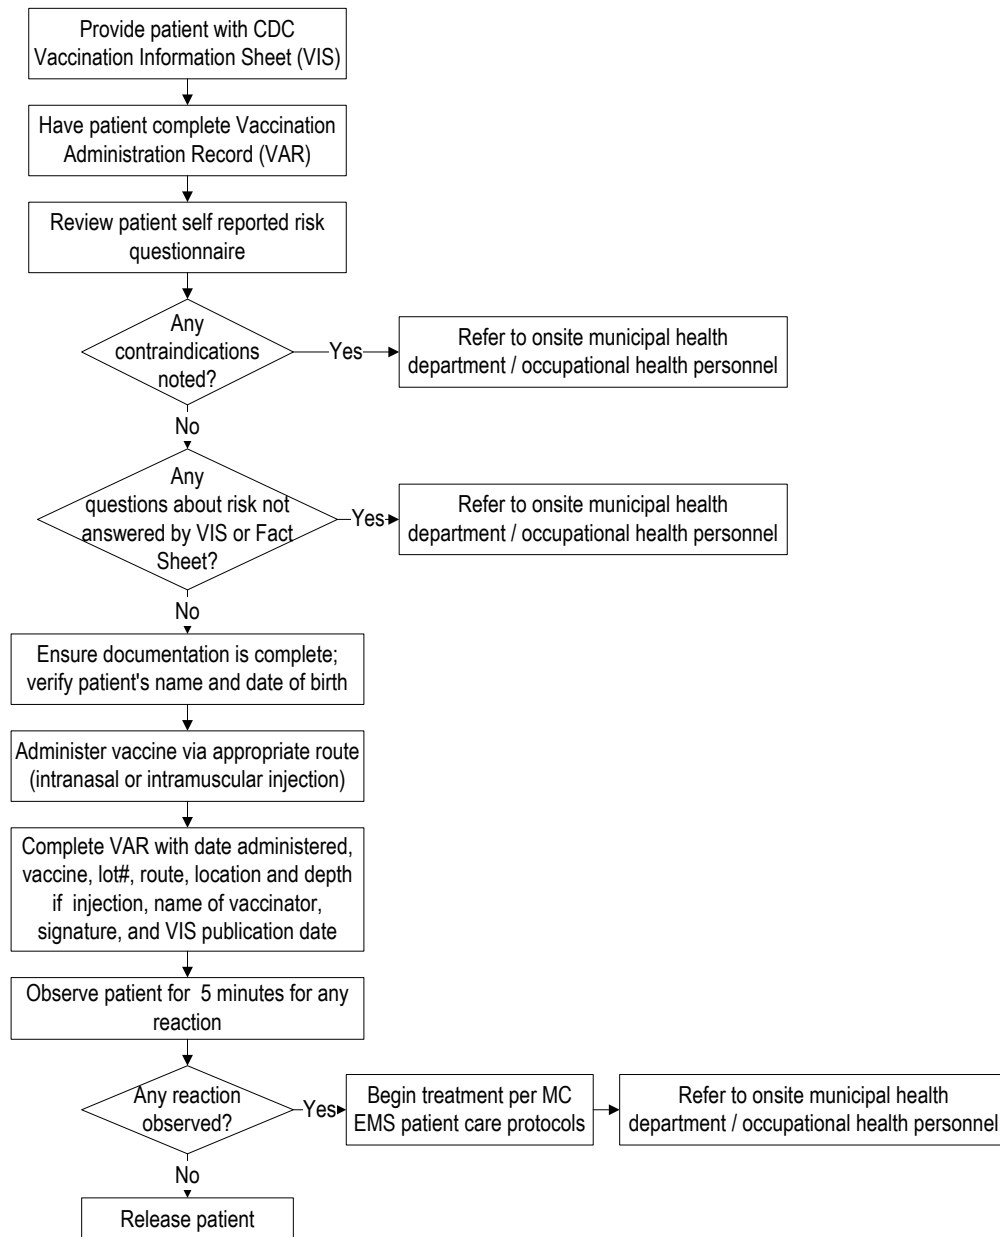 Provide patient with CDC
Vaccination Information Sheet (VIS)
Have patient complete Vaccination
Administration Record (VAR)
Review patient self reported risk
questionnaire
Any
contraindications
noted?
Yes
Refer to onsite municipal health
department / occupational health personnel
No
Any
questions about risk not
answered by VIS or Fact
Sheet?
Yes
Refer to onsite municipal health
department / occupational health personnel
No
Ensure documentation is complete;
verify patient's name and date of birth
Administer vaccine via appropriate route
(intranasal or intramuscular injection)
Complete VAR with date administered,
vaccine, lot#, route, location and depth
if injection, name of vaccinator,
signature, and VIS publication date
Observe patient for 5 minutes for any
reaction
Any reaction
observed?
Yes
Begin treatment per MC
EMS patient care protocols
Refer to onsite municipal health
department / occupational health personnel
No
Release patient